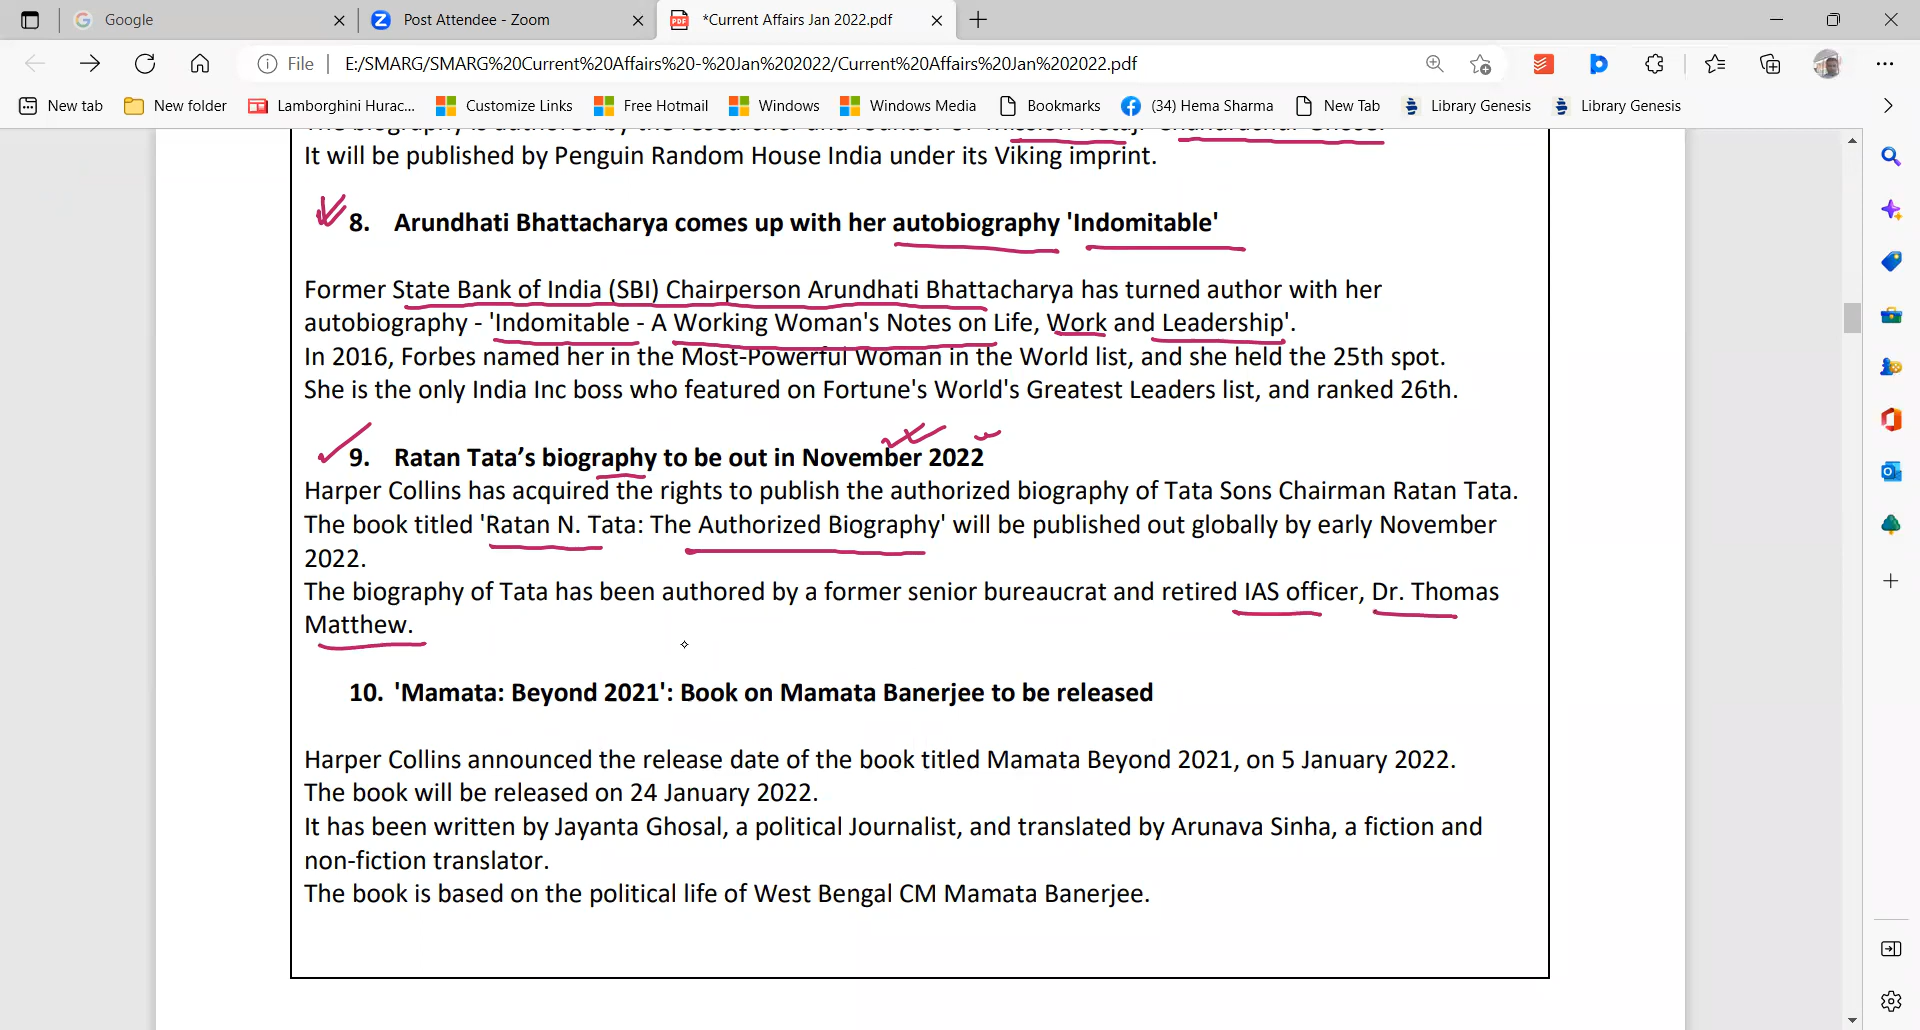 Google
Post Attendee - Zoom
*Current Affairs Jan 2022.pdf
File
E:/SMARG/SMARG%20Current%20Affairs%20-%20Jan%202022/Current%20Affairs%20Jan%202022.pdf
New tab
New folder
Lamborghini Hurac...
Customize Links
Free Hotmail
Windows
Windows Media
Bookmarks
(34) Hema Sharma
New Tab
Library Genesis
Library Genesis
It will be published by Penguin Random House India under its Viking imprint.
8. Arundhati Bhattacharya comes up with her autobiography 'Indomitable'
Former State Bank of India (SBI) Chairperson Arundhati Bhattacharya has turned author with her
autobiography - 'Indomitable - A Working Woman's Notes on Life, Work and Leadership'.
In 2016, Forbes named her in the Most-Powerful Woman in the World list, and she held the 25th spot.
She is the only India Inc boss who featured on Fortune's World's Greatest Leaders list, and ranked 26th.
9. Ratan Tata’s biography to be out in November 2022
Harper Collins has acquired the rights to publish the authorized biography of Tata Sons Chairman Ratan Tata.
The book titled 'Ratan N. Tata: The Authorized Biography' will be published out globally by early November
2022.
The biography of Tata has been authored by a former senior bureaucrat and retired IAS officer, Dr. Thomas
Matthew.
10. 'Mamata: Beyond 2021': Book on Mamata Banerjee to be released
Harper Collins announced the release date of the book titled Mamata Beyond 2021, on 5 January 2022.
The book will be released on 24 January 2022.
It has been written by Jayanta Ghosal, a political Journalist, and translated by Arunava Sinha, a fiction and
non-fiction translator.
The book is based on the political life of West Bengal CM Mamata Banerjee.